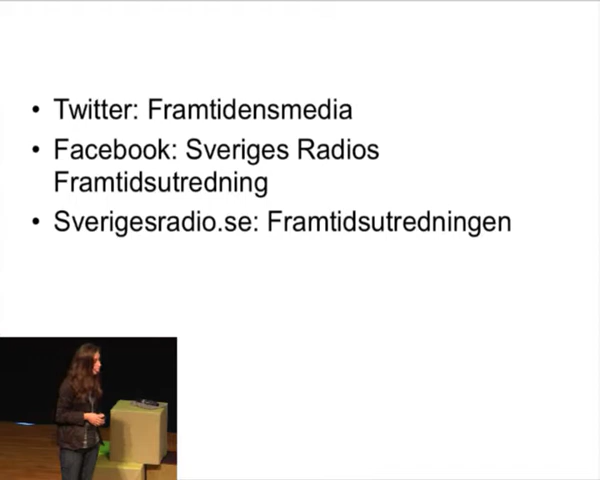 • Twitter: Framtidensmedia
• Facebook: Sveriges Radios
Framtidsutredning
• Sverigesradio.se: Framtidsutredningen